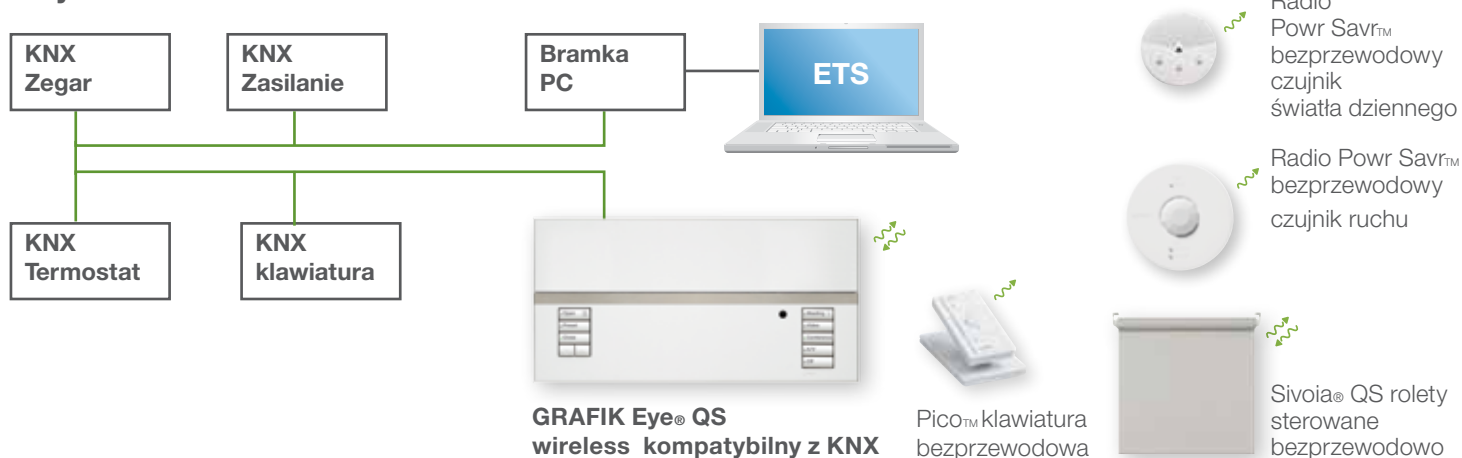 KNX
Zegar
KNX
Zasilanie
Bramka
PC
ETS
KNX
Termostat
KNX
klawiatura
GRAFIK Eye® QS
wireless kompatybilny z KNX
Pico™ klawiatura
bezprzewodowa
Radio
Powr Savr™
bezprzewodowy
czujnik
światła dziennego
Radio Powr Savr™
bezprzewodowy
czujnik ruchu
Sivoia® QS rolety
sterowane
bezprzewodowo